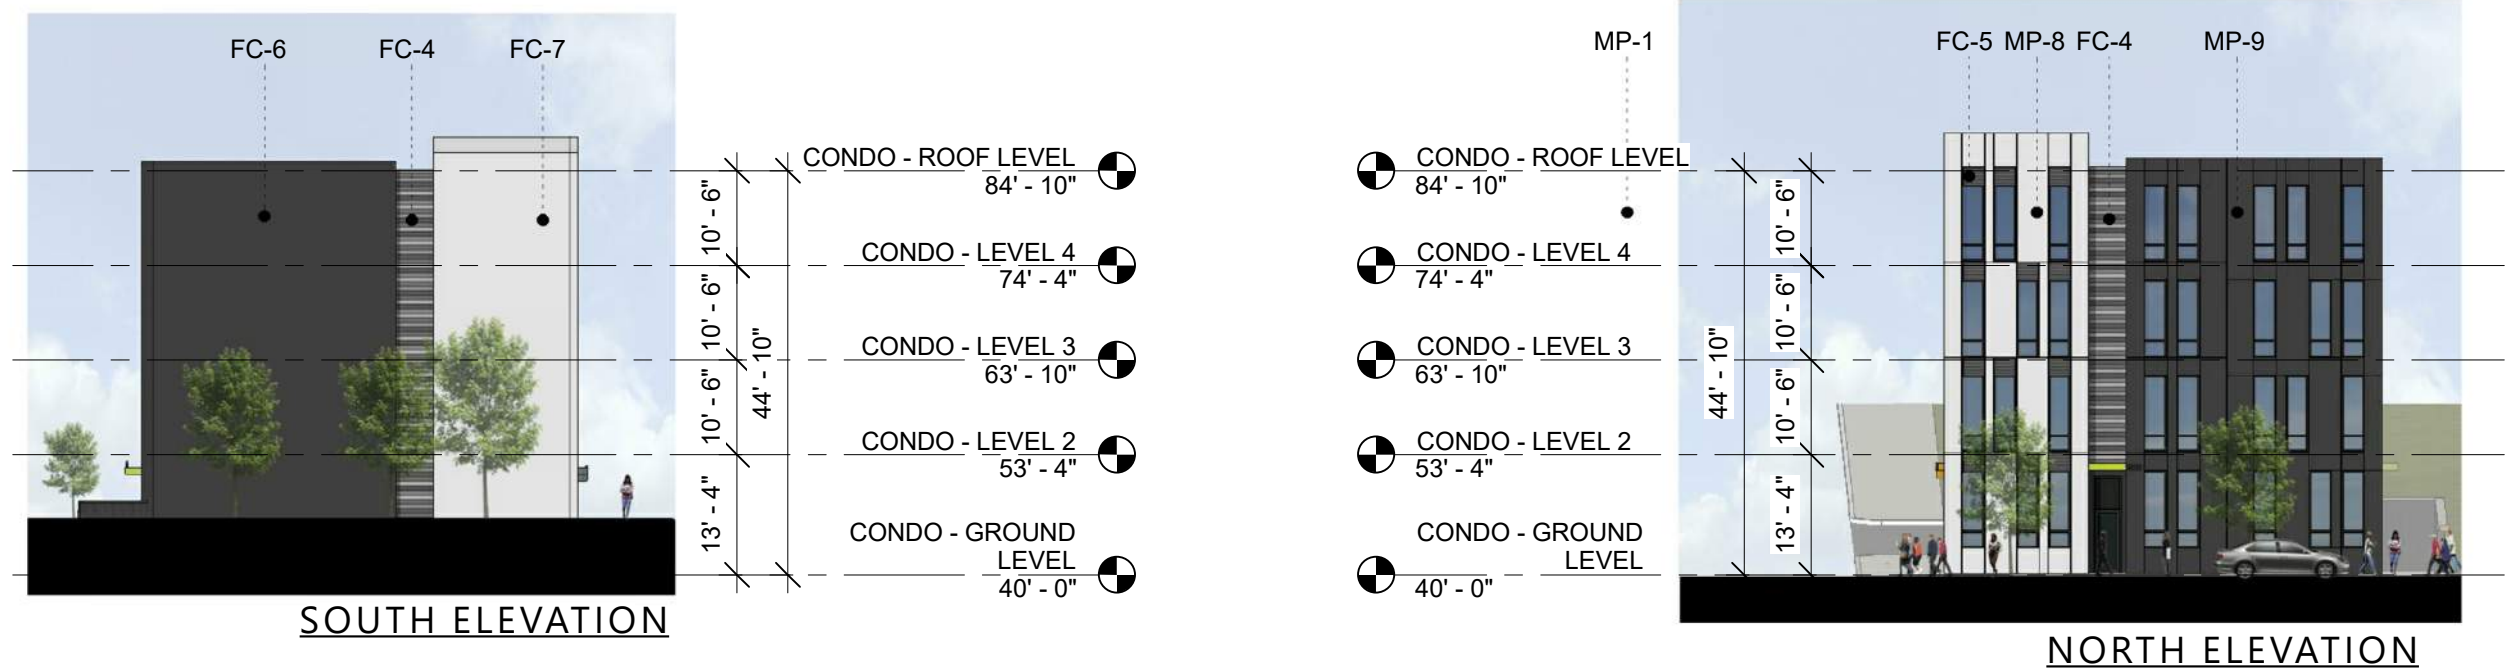 FC-6 FC-4 FC-7
CONDO - ROOF LEVEL
84' - 10"
CONDO - LEVEL 4
74' - 4"
CONDO - LEVEL 3
63' - 10"
CONDO - LEVEL 2
53' - 4"
CONDO - GROUND
LEVEL
40' - 0"
10' - 6"
10' - 6"
10' - 6"
13' - 4"
44' - 10"
SOUTH ELEVATION
MP-1 FC-5 MP-8 FC-4 MP-9
CONDO - ROOF LEVEL
84' - 10"
CONDO - LEVEL 4
74' - 4"
CONDO - LEVEL 3
63' - 10"
CONDO - LEVEL 2
53' - 4"
CONDO - GROUND
LEVEL
40' - 0"
44' - 10"
10' - 6"
10' - 6"
10' - 6"
13' - 4"
NORTH ELEVATION